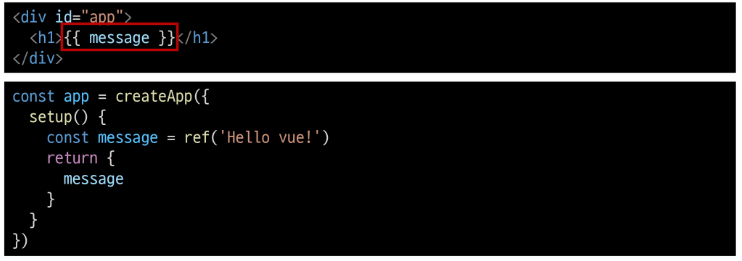 <div id="app">
  <h1>{{ message }}</h1>
</div>
const app = createApp({
  setup() {
    const message = ref('Hello vue!')
    return {
      message
    }
  }
})